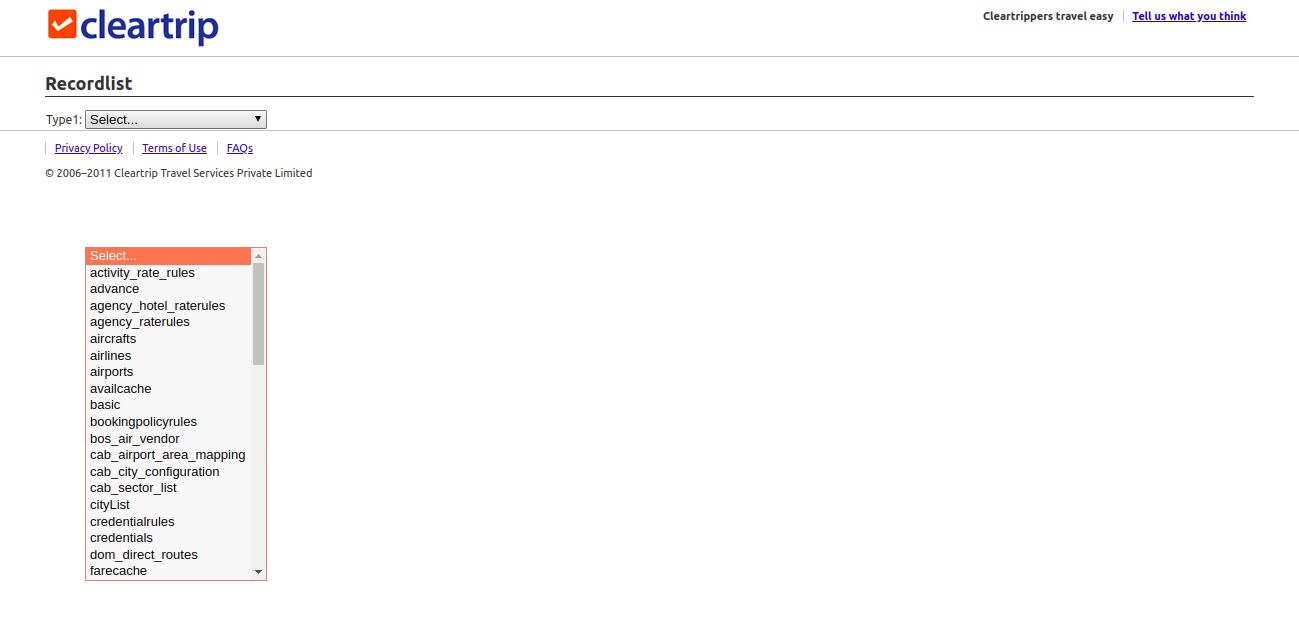 cleartrip
Cleartrippers travel easy Tell us what you think
Recordlist
Type1: Select...
Privacy Policy Terms of Use FAQs
© 2006–2011 Cleartrip Travel Services Private Limited
Select...
activity_rate_rules
advance
agency_hotel_raterules
agency_raterules
aircrafts
airlines
airports
availcache
basic
bookingpolicyrules
bos_air_vendor
cab_airport_area_mapping
cab_city_configuration
cab_sector_list
cityList
credentialrules
credentials
dom_direct_routes
farecache